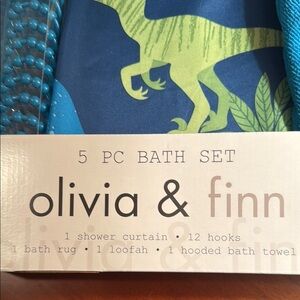 5 PC BATH SET
olivia & finn
1 shower curtain • 12 hooks
1 bath rug • 1 loofah • 1 hooded bath towel